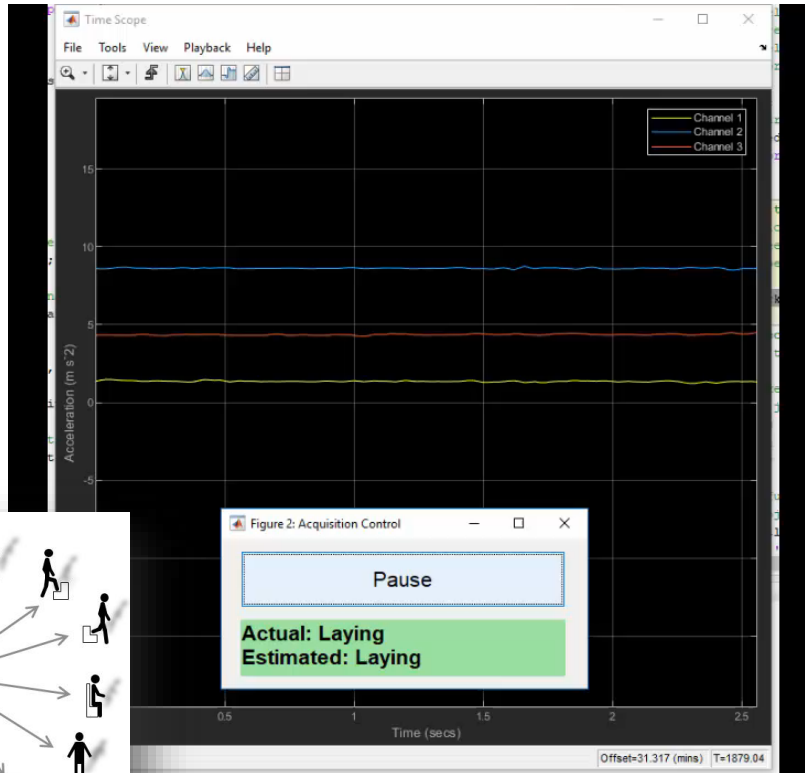 Time Scope
File Tools View Playback Help
Channel 1
Channel 2
Channel 3
15
10
5
0
-5
Acceleration (m s^2)
Figure 2: Acquisition Control
Pause
Actual: Laying
Estimated: Laying
0.5 1 1.5 2 2.5
Time (secs)
Offset=31.317 (mins) T=1879.04